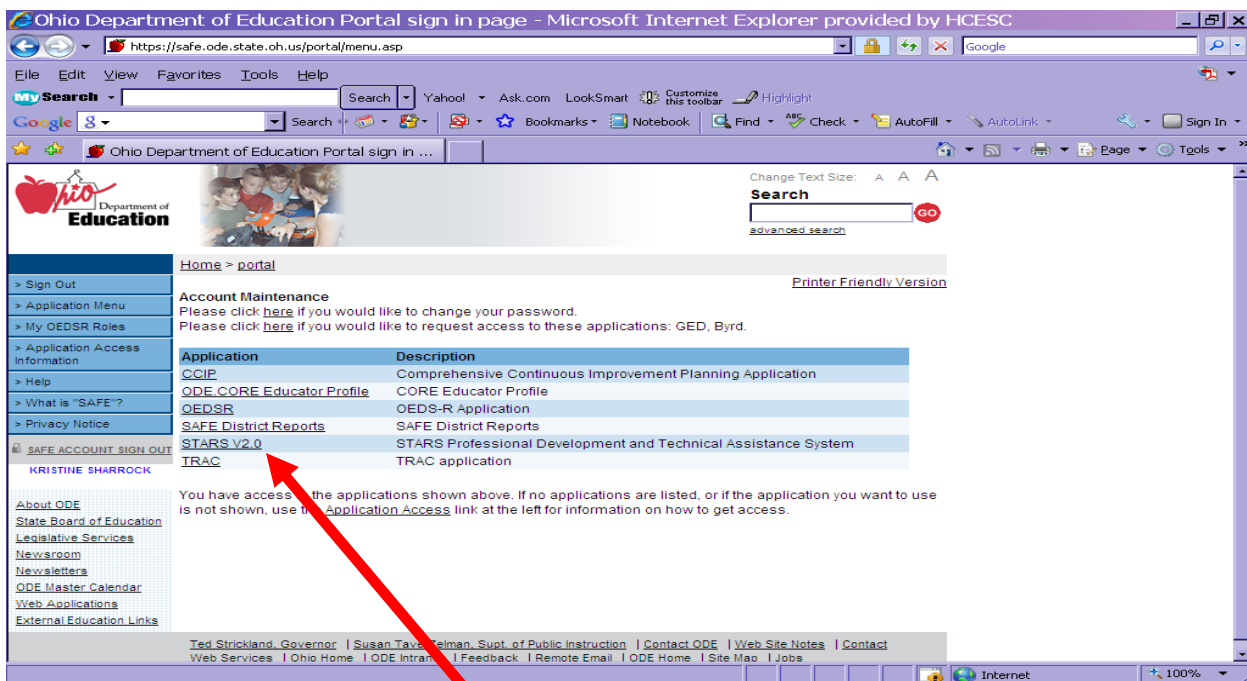 Ohio Department of Education Portal sign in page - Microsoft Internet Explorer provided by HCESC
https://safe.ode.state.oh.us/portal/menu.asp
Google
File Edit View Favorites Tools Help
My Search Search Yahoo! Ask.com LookSmart Customize this toolbar Highlight
Google Search Bookmarks Notebook Find ABC Check AutoFill AutoLink Sign In
Ohio Department of Education Portal sign in ... Page Tools
Ohio Department of Education
Change Text Size: A A A
Search
GO
advanced search
Home > portal
Printer Friendly Version
> Sign Out
> Application Menu
> My OEDSR Roles
> Application Access Information
> Help
> What is "SAFE"?
> Privacy Notice
SAFE ACCOUNT SIGN OUT
KRISTINE SHARROCK
About ODE
State Board of Education
Legislative Services
Newsroom
Newsletters
ODE Master Calendar
Web Applications
External Education Links
Account Maintenance
Please click here if you would like to change your password.
Please click here if you would like to request access to these applications: GED, Byrd.
Application Description
CCIP Comprehensive Continuous Improvement Planning Application
ODE.CORE Educator Profile CORE Educator Profile
OEDSR OEDS-R Application
SAFE District Reports SAFE District Reports
STARS V2.0 STARS Professional Development and Technical Assistance System
TRAC TRAC application
You have access the applications shown above. If no applications are listed, or if the application you want to use
is not shown, use Application Access link at the left for information on how to get access.
Ted Strickland, Governor | Susan Zelman, Supt. of Public Instruction | Contact ODE | Web Site Notes | Contact
Web Services | Ohio Home | ODE | Feedback | Remote Email | ODE Home | Site Map | Jobs
Internet 100%